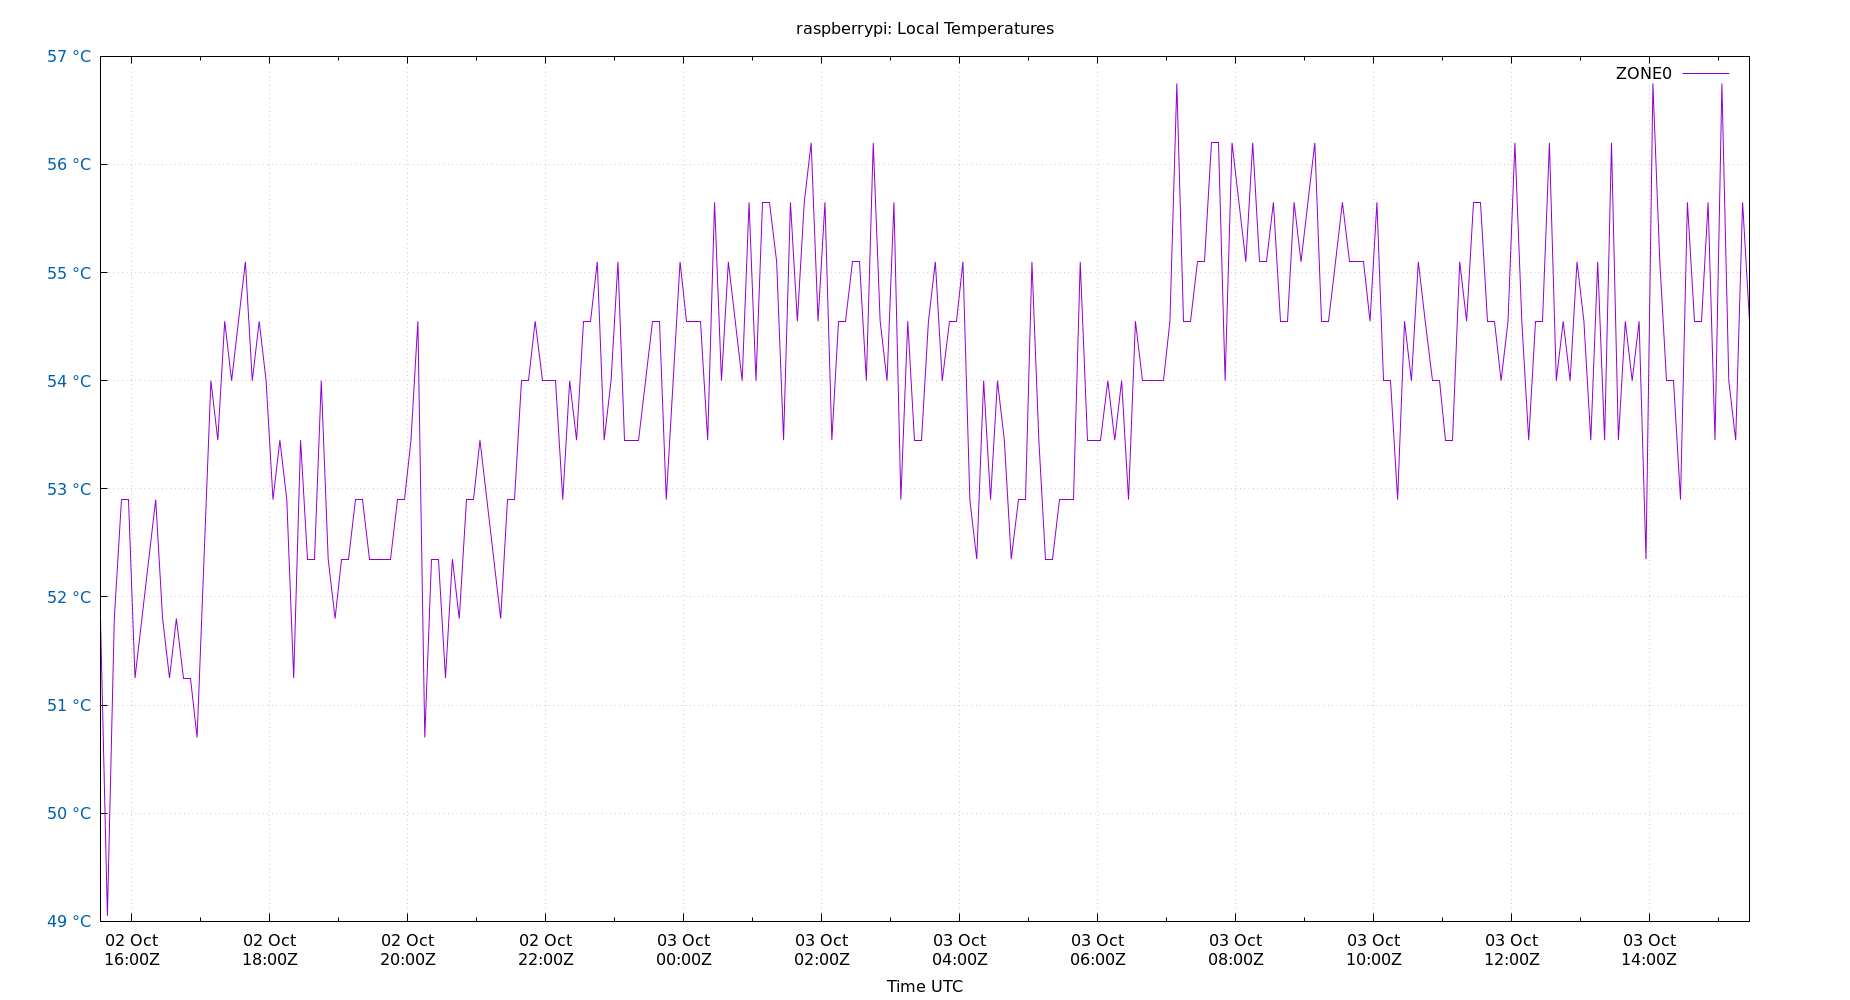 raspberrypi: Local Temperatures
57 °C
ZONE0
56 °C
55 °C
54 °C
53 °C
52 °C
51 °C
50 °C
49 °C
02 Oct 02 Oct 02 Oct 02 Oct 03 Oct 03 Oct 03 Oct 03 Oct 03 Oct 03 Oct 03 Oct 03 Oct
16:00Z 18:00Z 20:00Z 22:00Z 00:00Z 02:00Z 04:00Z 06:00Z 08:00Z 10:00Z 12:00Z 14:00Z
Time UTC